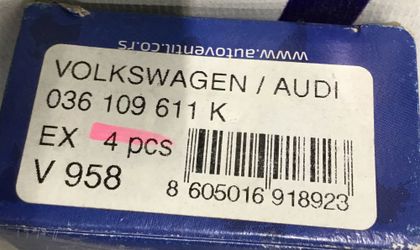 www.autoventil.co.rs
VOLKSWAGEN / AUDI
036 109 611 K
EX 4 pcs
V 958
8 605016 918923